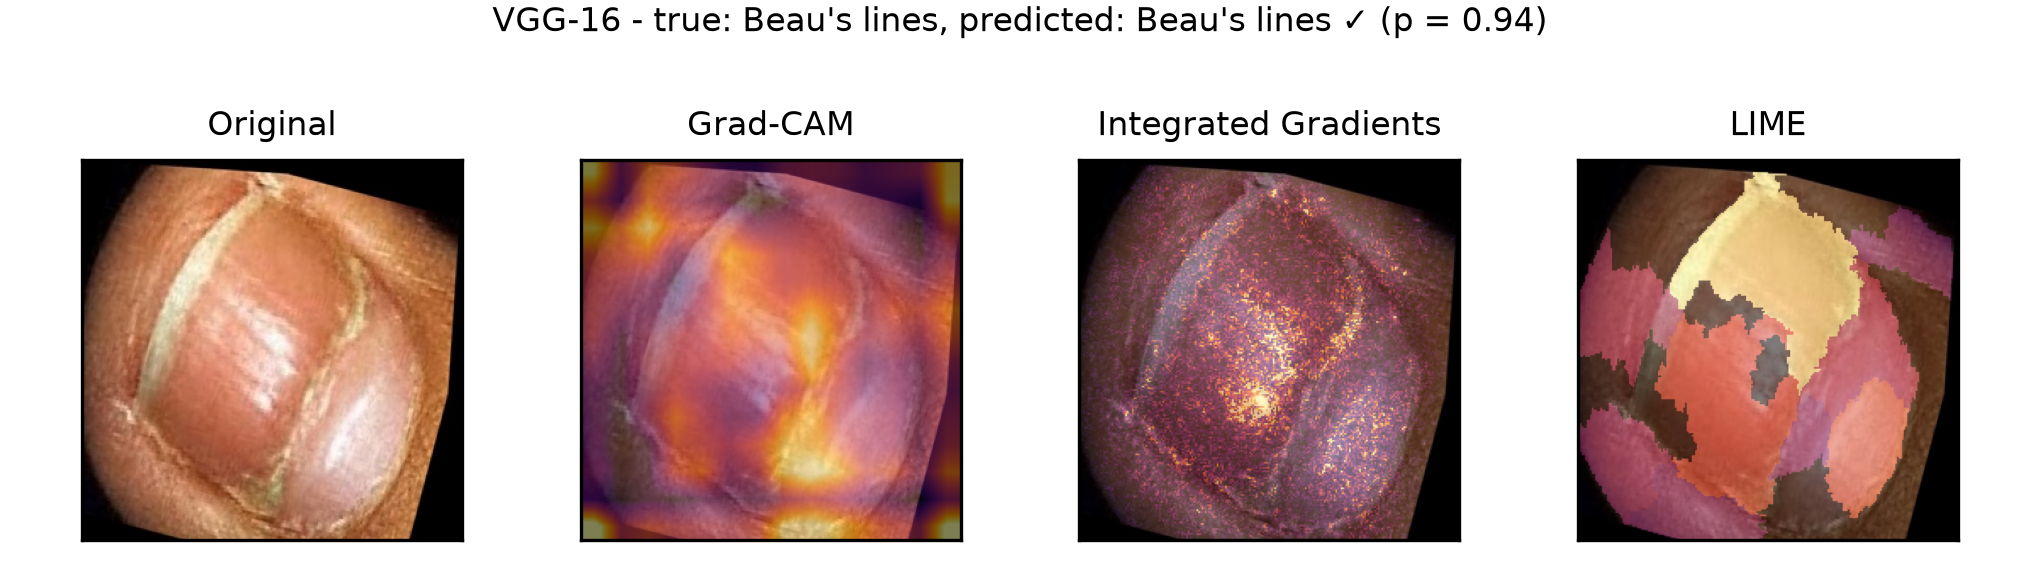 VGG-16 - true: Beau's lines, predicted: Beau's lines ✓ (p = 0.94)
Original
Grad-CAM
Integrated Gradients
LIME